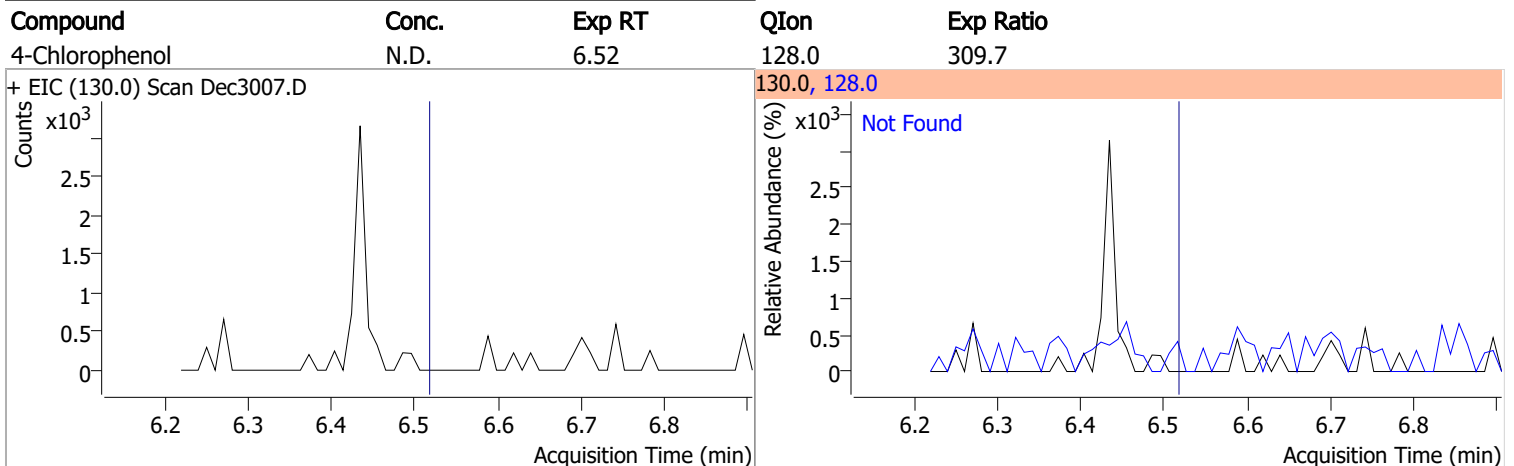 Compound Conc. Exp RT QIon Exp Ratio
4-Chlorophenol N.D. 6.52 128.0 309.7
+ EIC (130.0) Scan Dec3007.D
Counts
x10³
2.5
2
1.5
1
0.5
0
6.2 6.3 6.4 6.5 6.6 6.7 6.8
Acquisition Time (min)
130.0, 128.0
Relative Abundance (%)
x10³
Not Found
2.5
2
1.5
1
0.5
0
6.2 6.3 6.4 6.5 6.6 6.7 6.8
Acquisition Time (min)